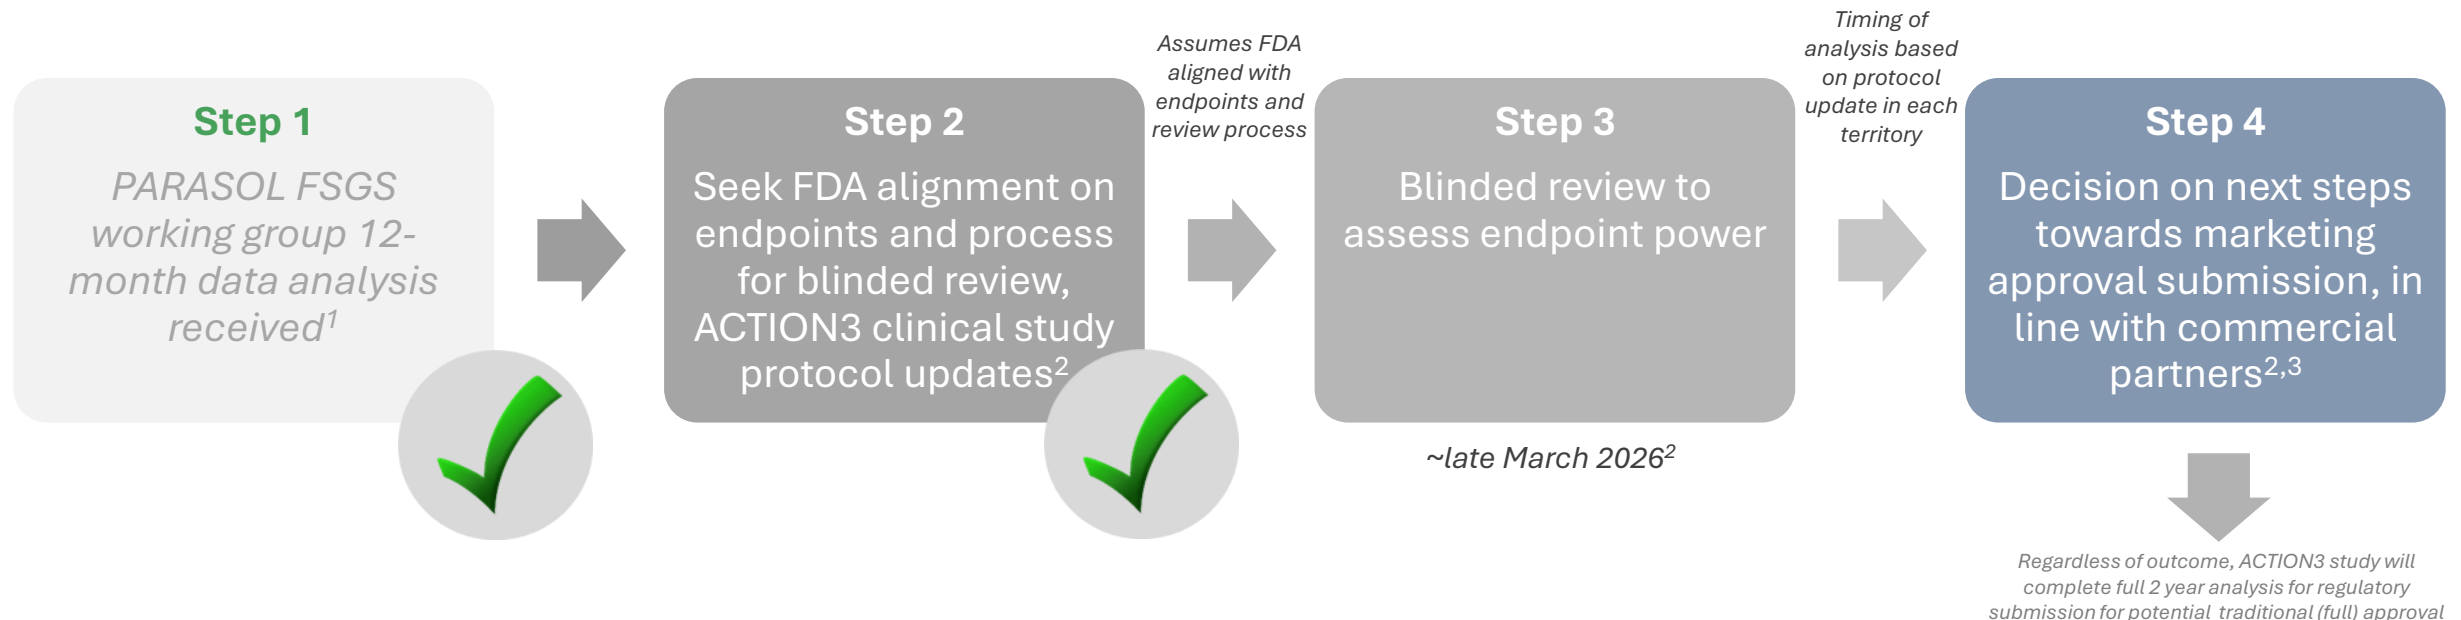 Step 1
PARASOL FSGS
working group 12-
month data analysis
received1
Step 2
Seek FDA alignment on
endpoints and process
for blinded review,
ACTION3 clinical study
protocol updates2
Assumes FDA
aligned with
endpoints and
review process
Step 3
Blinded review to
assess endpoint power
~late March 20262
Timing of
analysis based
on protocol
update in each
territory
Step 4
Decision on next steps
towards marketing
approval submission, in
line with commercial
partners2,3
Regardless of outcome, ACTION3 study will
complete full 2 year analysis for regulatory
submission for potential traditional (full) approval